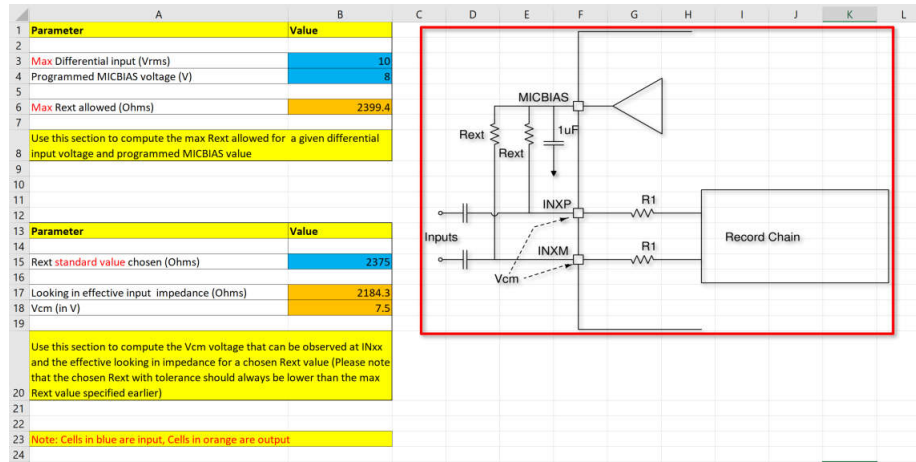 A B C D E F G H I J K L
1 Parameter Value
2
3 Max Differential input (Vrms) 10
4 Programmed MICBIAS voltage (V) 8
5
6 Max Rext allowed (Ohms) 2399.4
7
Use this section to compute the max Rext allowed for a given differential
8 input voltage and programmed MICBIAS value
9
10
11
12
13 Parameter Value
14
15 Rext standard value chosen (Ohms) 2375
16
17 Looking in effective input impedance (Ohms) 2184.3
18 Vcm (in V) 7.5
19
Use this section to compute the Vcm voltage that can be observed at INxx
and the effective looking in impedance for a chosen Rext value (Please note
that the chosen Rext with tolerance should always be lower than the max
20 Rext value specified earlier)
21
22
23 Note: Cells in blue are input, Cells in orange are output
24
MICBIAS
Rext
Rext
1uF
INXP
R1
Inputs
INXM
R1
Record Chain
Vcm